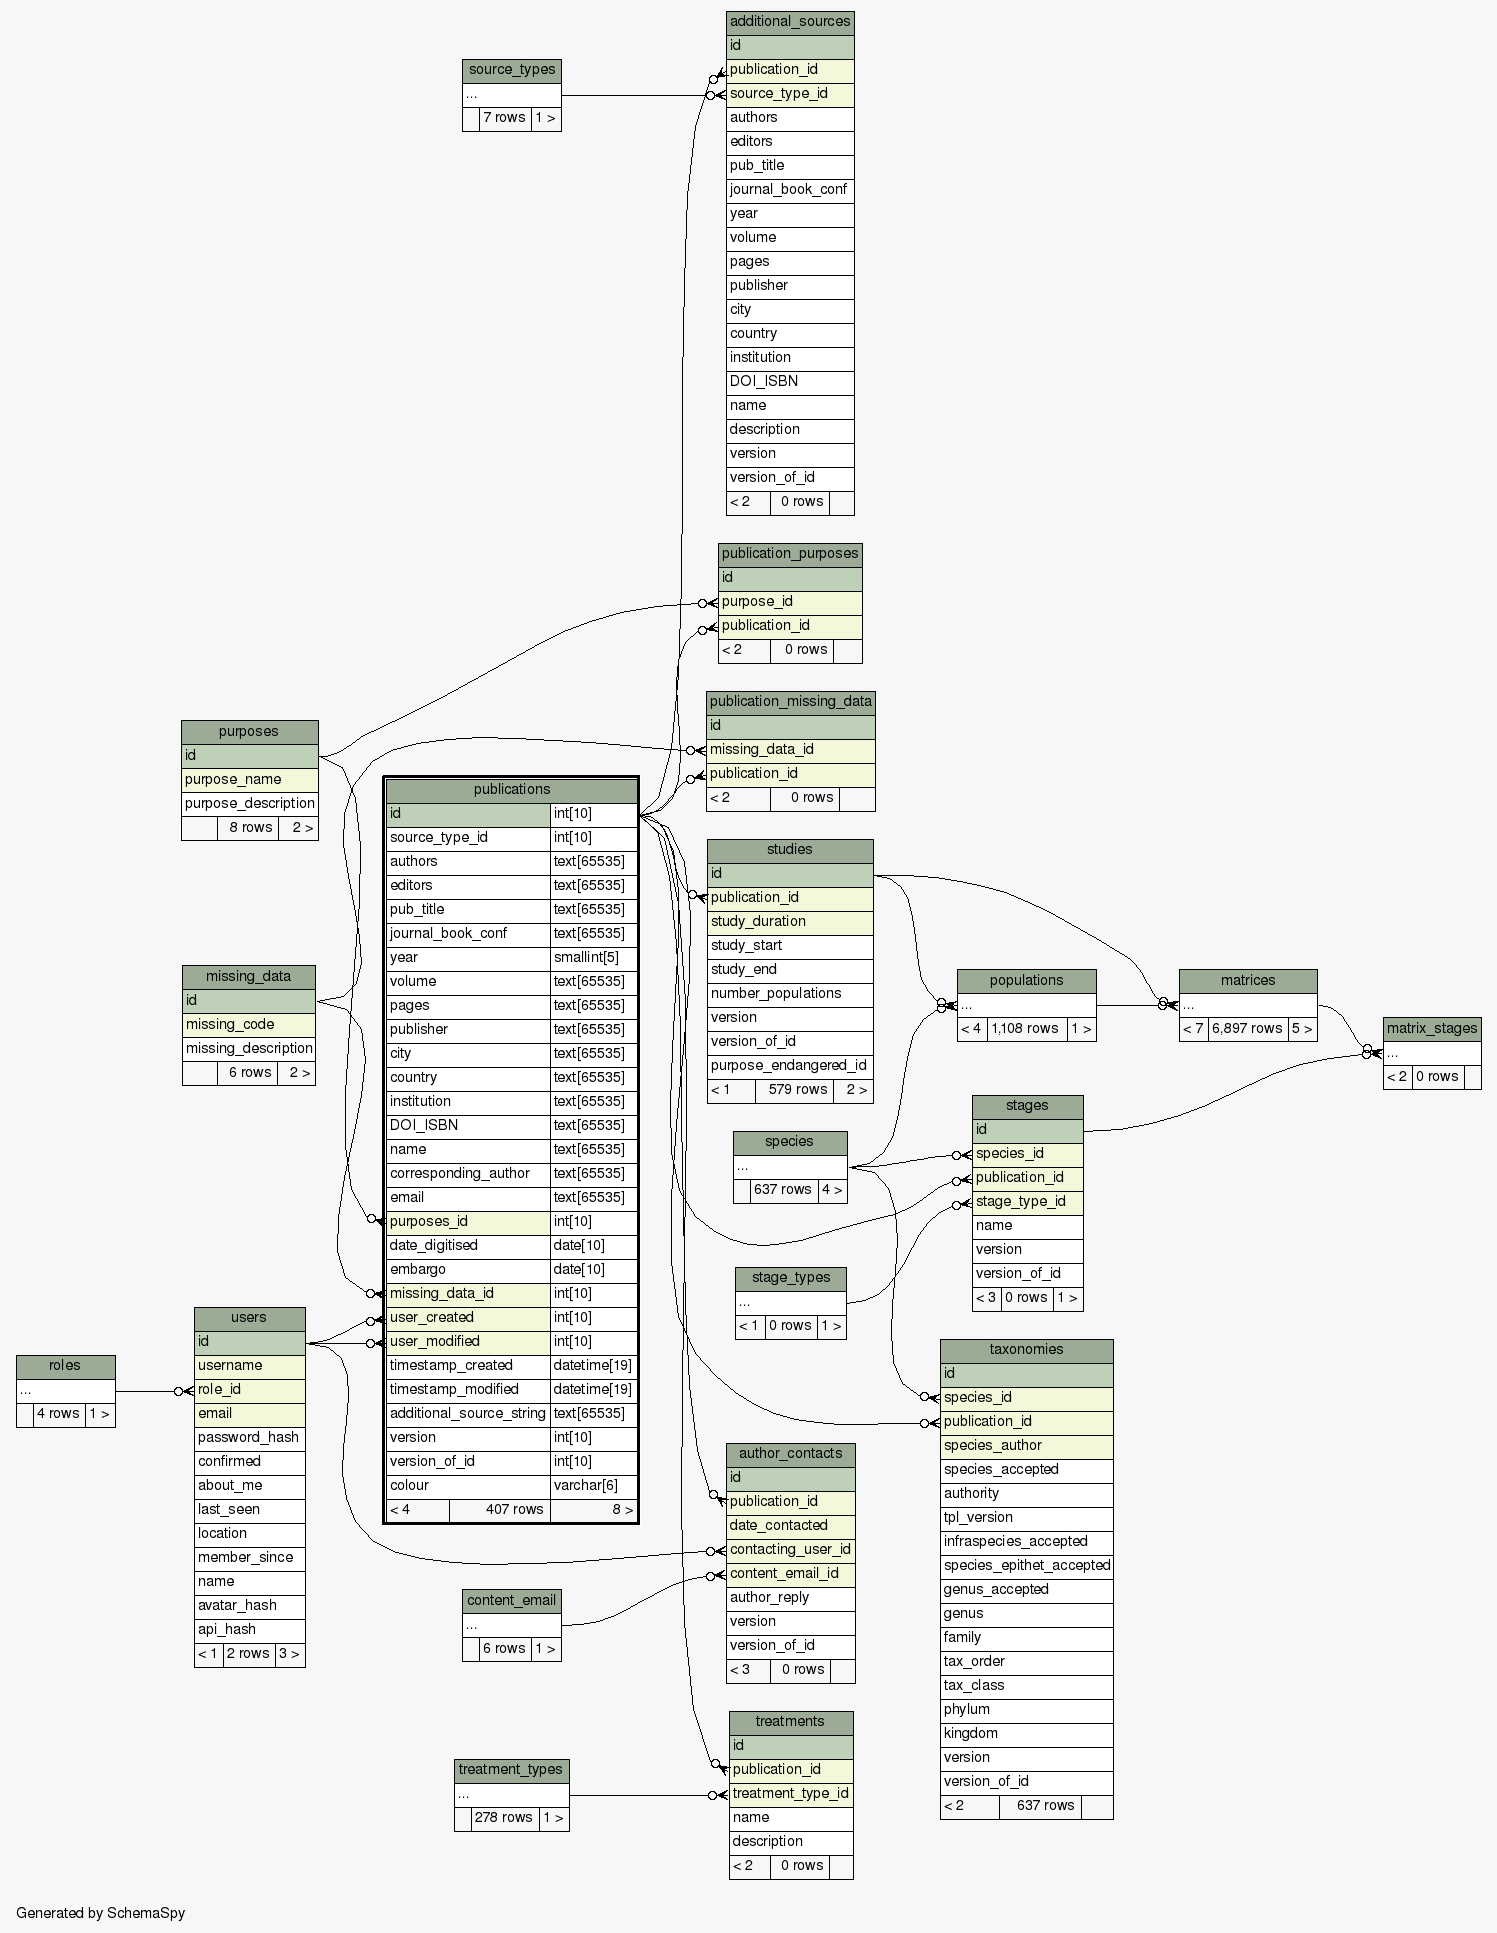 additional_sources
id
publication_id
source_type_id
authors
editors
pub_title
journal_book_conf
year
volume
pages
publisher
city
country
institution
DOI_ISBN
name
description
version
version_of_id
< 2 0 rows
source_types
...
7 rows 1 >
publication_purposes
id
purpose_id
publication_id
< 2 0 rows
publication_missing_data
id
missing_data_id
publication_id
< 2 0 rows
purposes
id
purpose_name
purpose_description
8 rows 2 >
publications
id int[10]
source_type_id int[10]
authors text[65535]
editors text[65535]
pub_title text[65535]
journal_book_conf text[65535]
year smallint[5]
volume text[65535]
pages text[65535]
publisher text[65535]
city text[65535]
country text[65535]
institution text[65535]
DOI_ISBN text[65535]
name text[65535]
corresponding_author text[65535]
email text[65535]
purposes_id int[10]
date_digitised date[10]
embargo date[10]
missing_data_id int[10]
user_created int[10]
user_modified int[10]
timestamp_created datetime[19]
timestamp_modified datetime[19]
additional_source_string text[65535]
version int[10]
version_of_id int[10]
colour varchar[6]
< 4 407 rows 8 >
studies
id
publication_id
study_duration
study_start
study_end
number_populations
version
version_of_id
purpose_endangered_id
< 1 579 rows 2 >
missing_data
id
missing_code
missing_description
6 rows 2 >
populations
...
< 4 1,108 rows 1 >
matrices
...
< 7 6,897 rows 5 >
matrix_stages
...
< 2 0 rows
stages
id
species_id
publication_id
stage_type_id
name
version
version_of_id
< 3 0 rows 1 >
species
...
637 rows 4 >
stage_types
...
< 1 0 rows 1 >
users
id
username
role_id
email
password_hash
confirmed
about_me
last_seen
location
member_since
name
avatar_hash
api_hash
< 1 2 rows 3 >
roles
...
4 rows 1 >
taxonomies
id
species_id
publication_id
species_author
species_accepted
authority
tpl_version
infraspecies_accepted
species_epithet_accepted
genus_accepted
genus
family
tax_order
tax_class
phylum
kingdom
version
version_of_id
< 2 637 rows
author_contacts
id
publication_id
date_contacted
contacting_user_id
content_email_id
author_reply
version
version_of_id
< 3 0 rows
content_email
...
6 rows 1 >
treatments
id
publication_id
treatment_type_id
name
description
< 2 0 rows
treatment_types
...
278 rows 1 >
Generated by SchemaSpy